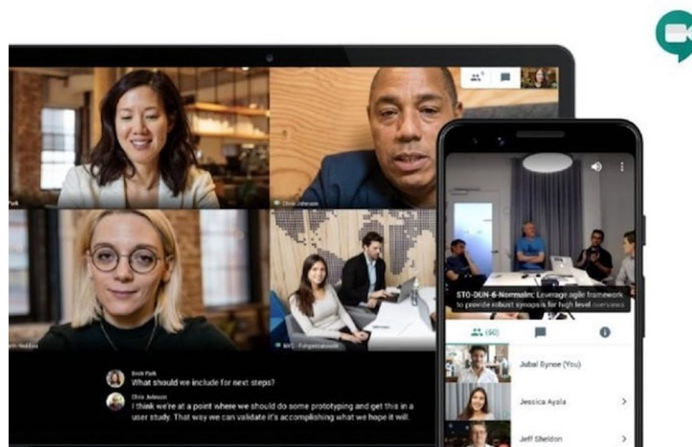 Park
Chris Johnson
What should we include for next steps?
Chris Johnson
I think we're at a point where we should do some prototyping and get this in a
user study. That way we can validate it's accomplishing what we hope it will.
STO-DUN-6-Normalm: Leverage agile framework
to provide robust synopsis for high level overviews
(50)
Jubal Bynoe (You)
Jessica Ayala
Jeff Sheldon